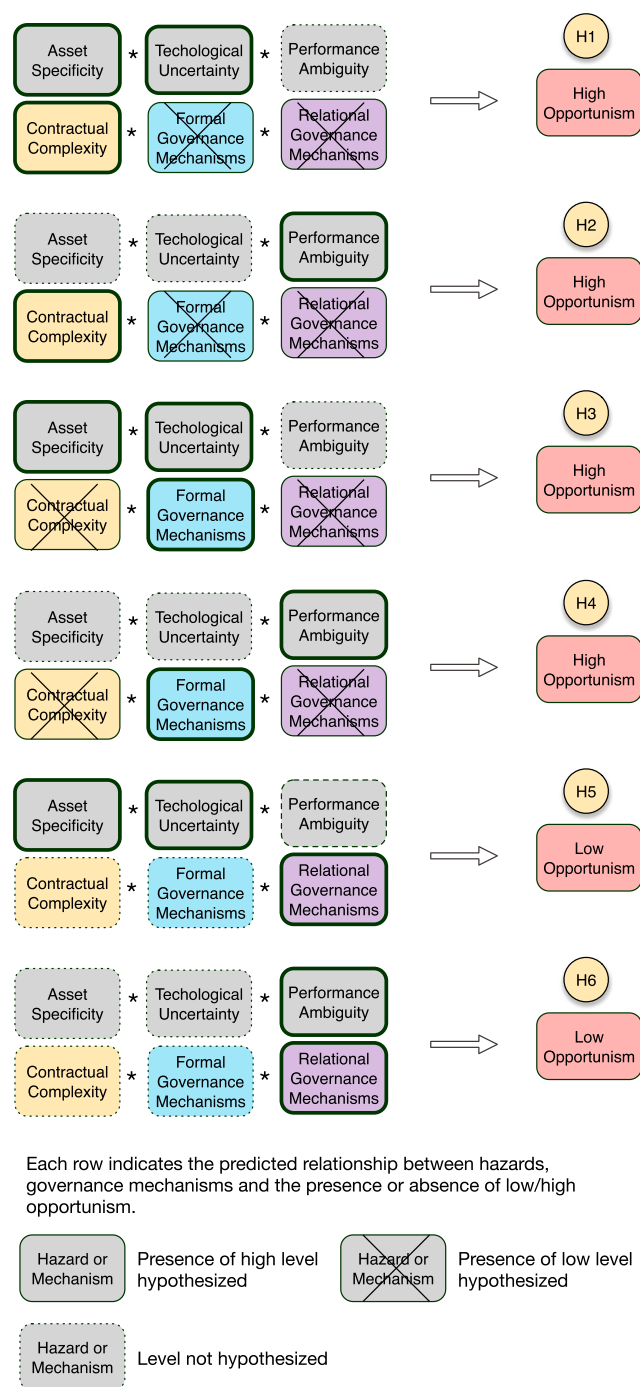 H1
Asset
Specificity
*
Techological
Uncertainty
*
Performance
Ambiguity
High
Opportunism
Contractual
Complexity
*
Formal
Governance
Mechanisms
*
Relational
Governance
Mechanisms
H2
Asset
Specificity
*
Techological
Uncertainty
*
Performance
Ambiguity
High
Opportunism
Contractual
Complexity
*
Formal
Governance
Mechanisms
*
Relational
Governance
Mechanisms
H3
Asset
Specificity
*
Techological
Uncertainty
*
Performance
Ambiguity
High
Opportunism
Contractual
Complexity
*
Formal
Governance
Mechanisms
*
Relational
Governance
Mechanisms
H4
Asset
Specificity
*
Techological
Uncertainty
*
Performance
Ambiguity
High
Opportunism
Contractual
Complexity
*
Formal
Governance
Mechanisms
*
Relational
Governance
Mechanisms
H5
Asset
Specificity
*
Techological
Uncertainty
*
Performance
Ambiguity
Low
Opportunism
Contractual
Complexity
*
Formal
Governance
Mechanisms
*
Relational
Governance
Mechanisms
H6
Asset
Specificity
*
Techological
Uncertainty
*
Performance
Ambiguity
Low
Opportunism
Contractual
Complexity
*
Formal
Governance
Mechanisms
*
Relational
Governance
Mechanisms
Each row indicates the predicted relationship between hazards,
governance mechanisms and the presence or absence of low/high
opportunism.
Hazard or
Mechanism
Presence of high level
hypothesized
Hazard or
Mechanism
Presence of low level
hypothesized
Hazard or
Mechanism
Level not hypothesized